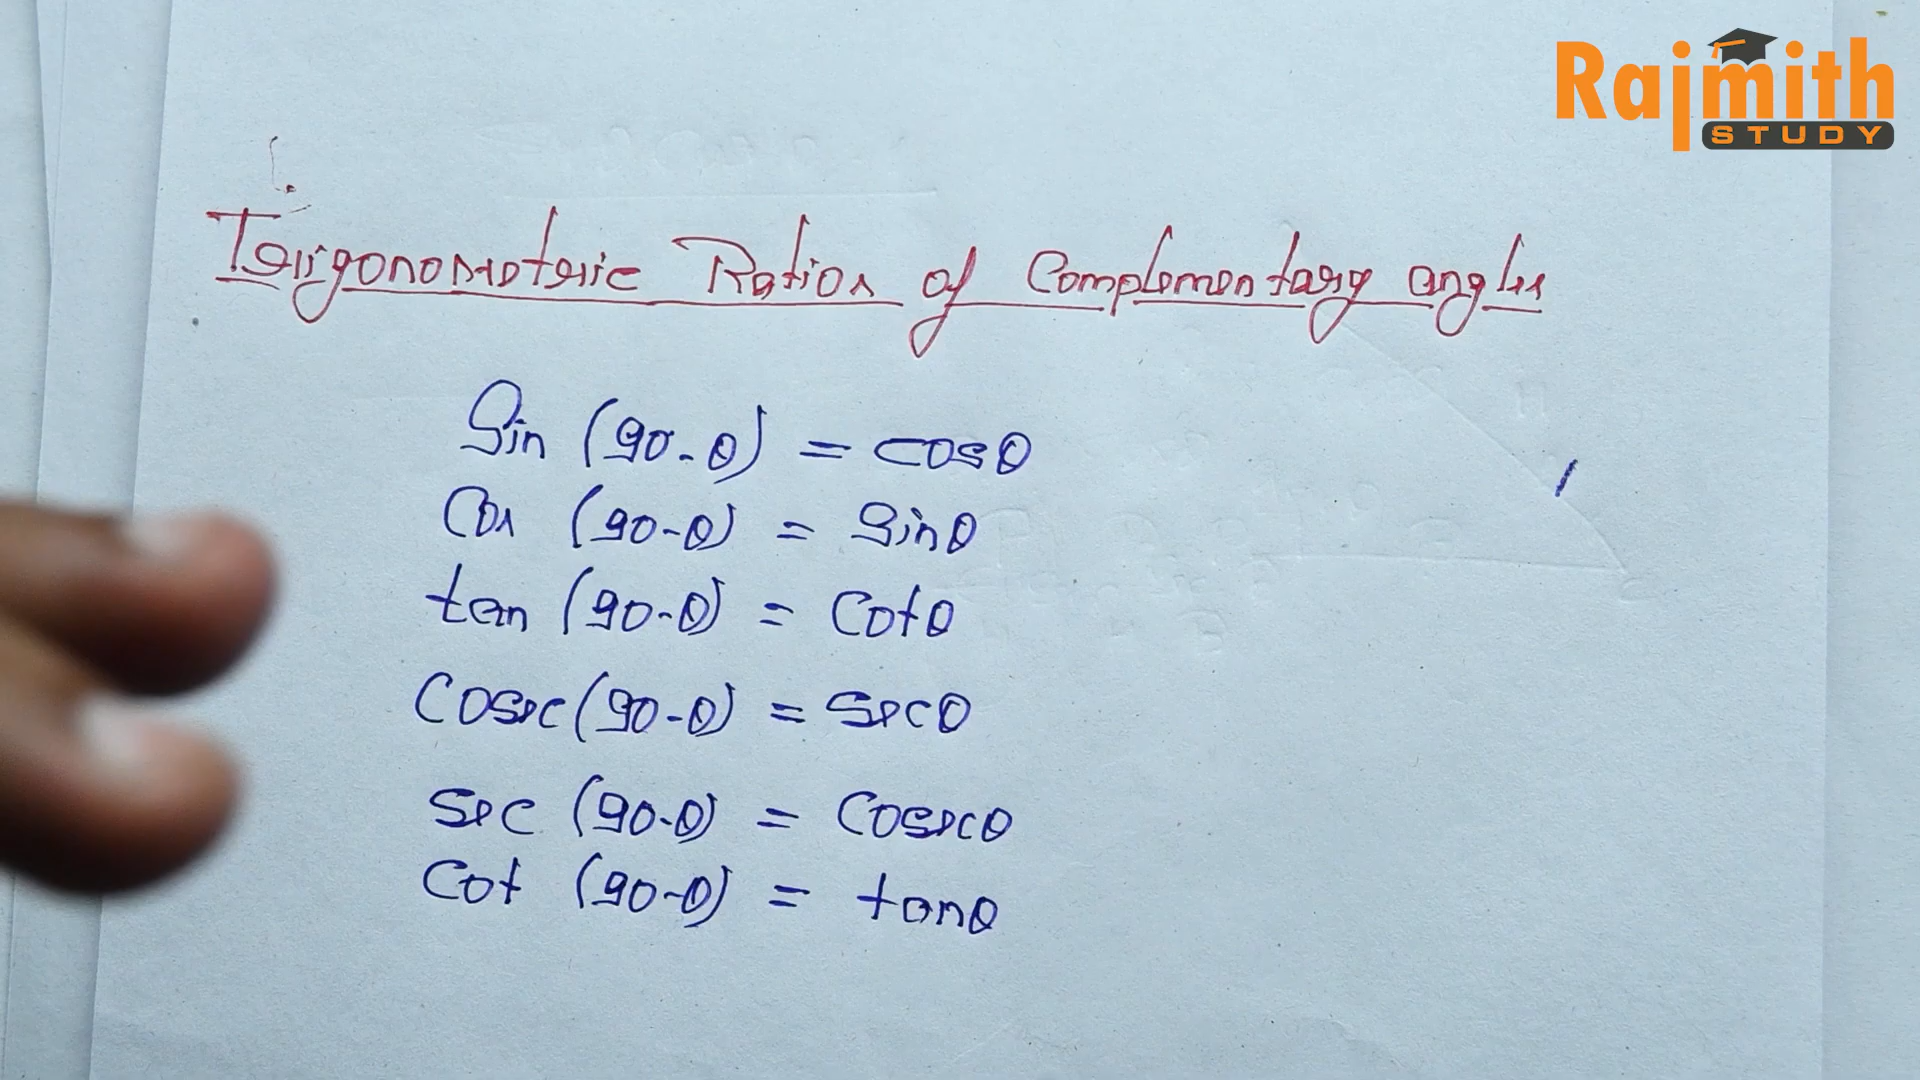 Rajmith
STUDY
Trigonometric Ratios of Complementary angles
Sin (90-θ) = cosθ
Cos (90-θ) = Sinθ
tan (90-θ) = Cotθ
Cosec (90-θ) = Secθ
Sec (90-θ) = Cosecθ
Cot (90-θ) = tanθ